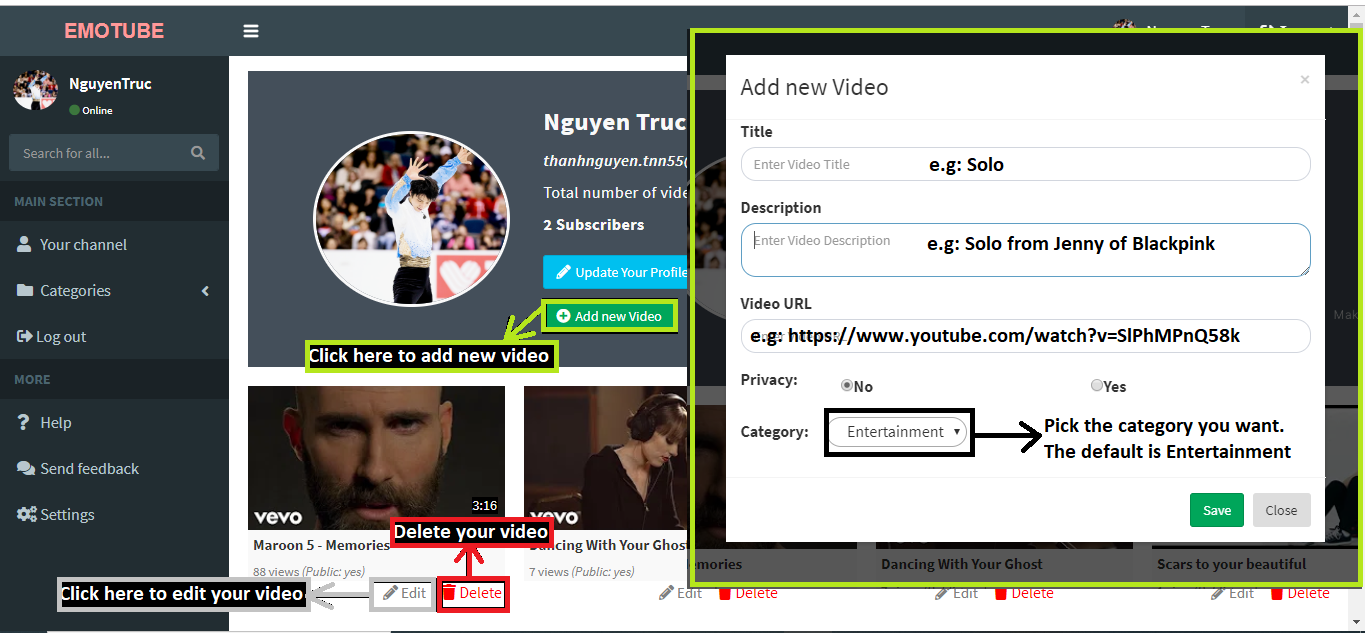 EMOTUBE
NguyenTruc
Online
Search for all...
MAIN SECTION
Your channel
Categories
Log out
MORE
Help
Send feedback
Settings
Nguyen Truc
thanhnguyen.tnn55@
Total number of vide
2 Subscribers
Update Your Profile
Add new Video
Click here to add new video
3:16
vevo
vevo
Delete your video
Maroon 5 - Memories
Dancing With Your Ghost
88 views (Public: yes)
7 views (Public: yes)
Click here to edit your video
Edit
Delete
Edit
Delete
Edit
Delete
Edit
Delete
Add new Video
×
Title
Enter Video Title
e.g: Solo
Description
Enter Video Description
e.g: Solo from Jenny of Blackpink
Video URL
e.g: https://www.youtube.com/watch?v=SlPhMPnQ58k
Privacy:
No
Yes
Category:
Entertainment
Pick the category you want.
The default is Entertainment
Save
Close
Mak
emories
Dancing With Your Ghost
Scars to your beautiful